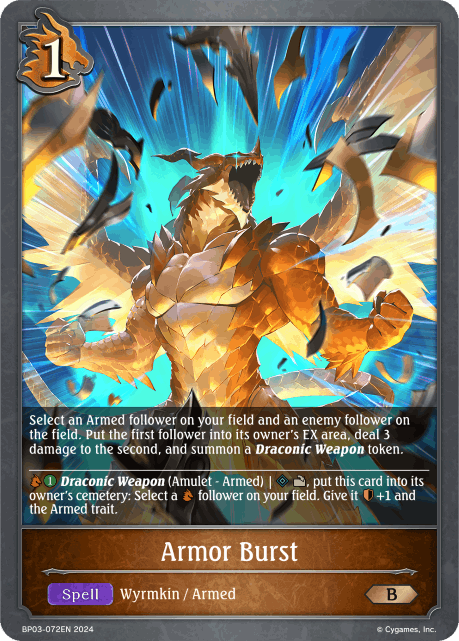 1
Select an Armed follower on your field and an enemy follower on
the field. Put the first follower into its owner's EX area, deal 3
damage to the second, and summon a Draconic Weapon token.
1 Draconic Weapon (Amulet - Armed) | , put this card into its
owner's cemetery: Select a follower on your field. Give it +1 and
the Armed trait.
Armor Burst
Spell Wyrmkin / Armed B
BP03-072EN 2024 © Cygames, Inc.